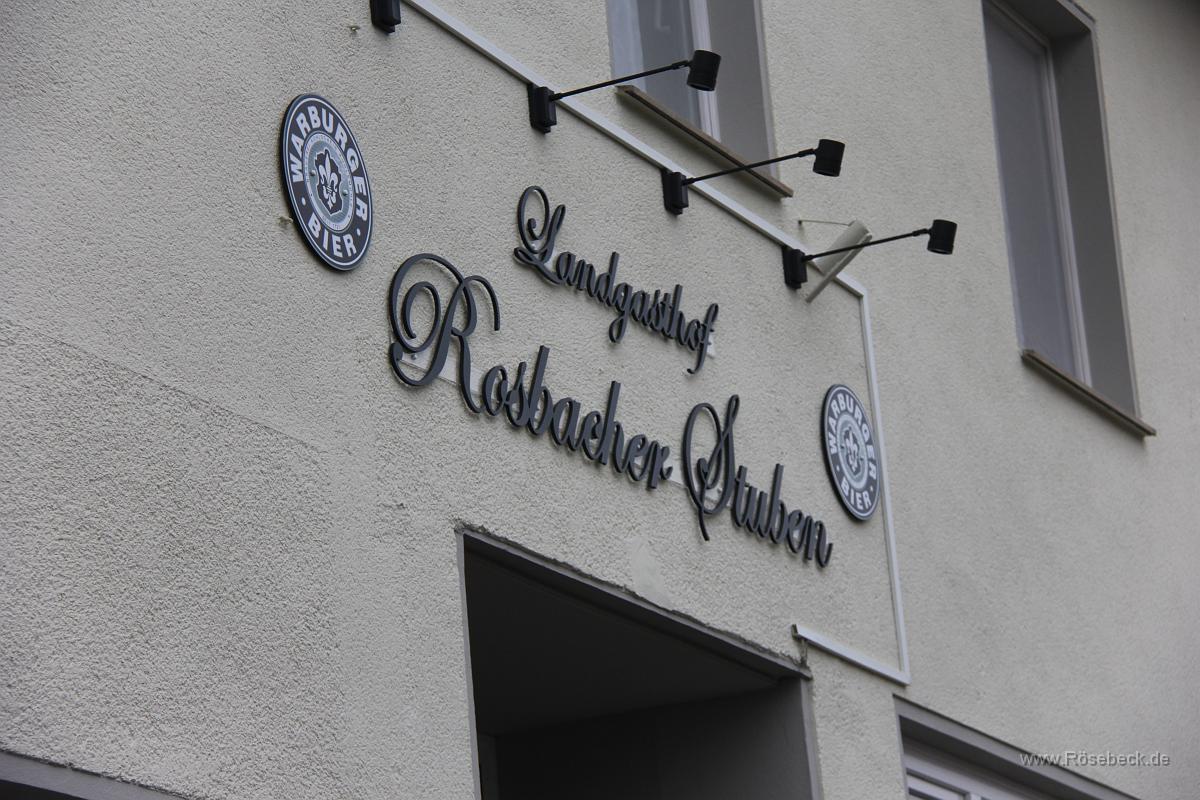 WARBURGER
BIER
Landgasthof
Rosbacher Stuben
WARBURGER
BIER
www.Rösebeck.de